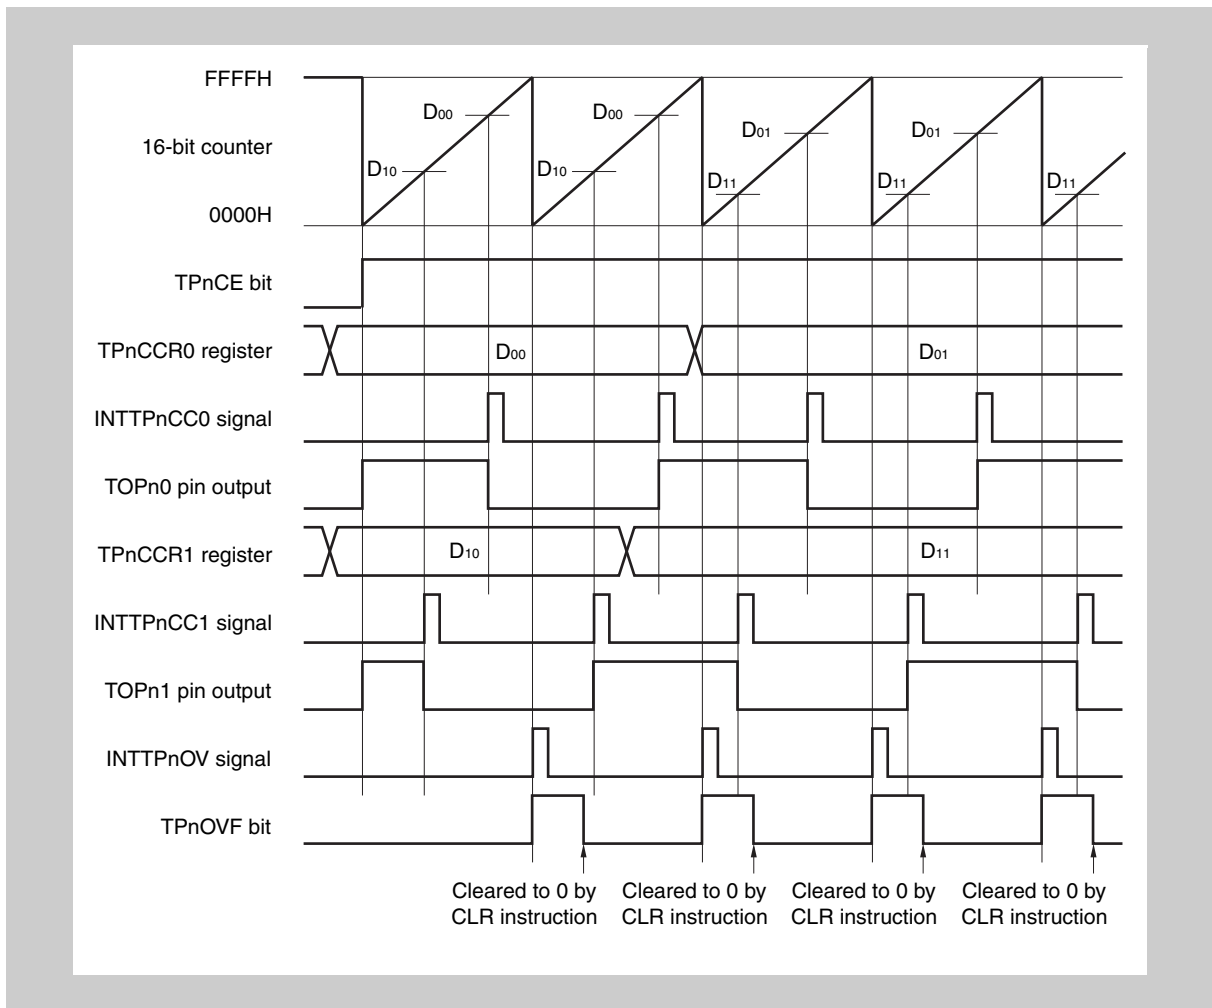 FFFFH
D00
D00
D01
D01
16-bit counter
D10
D10
D11
D11
D11
0000H
TPnCE bit
TPnCCR0 register
D00
D01
INTTPnCC0 signal
TOPn0 pin output
TPnCCR1 register
D10
D11
INTTPnCC1 signal
TOPn1 pin output
INTTPnOV signal
TPnOVF bit
Cleared to 0 by
CLR instruction
Cleared to 0 by
CLR instruction
Cleared to 0 by
CLR instruction
Cleared to 0 by
CLR instruction